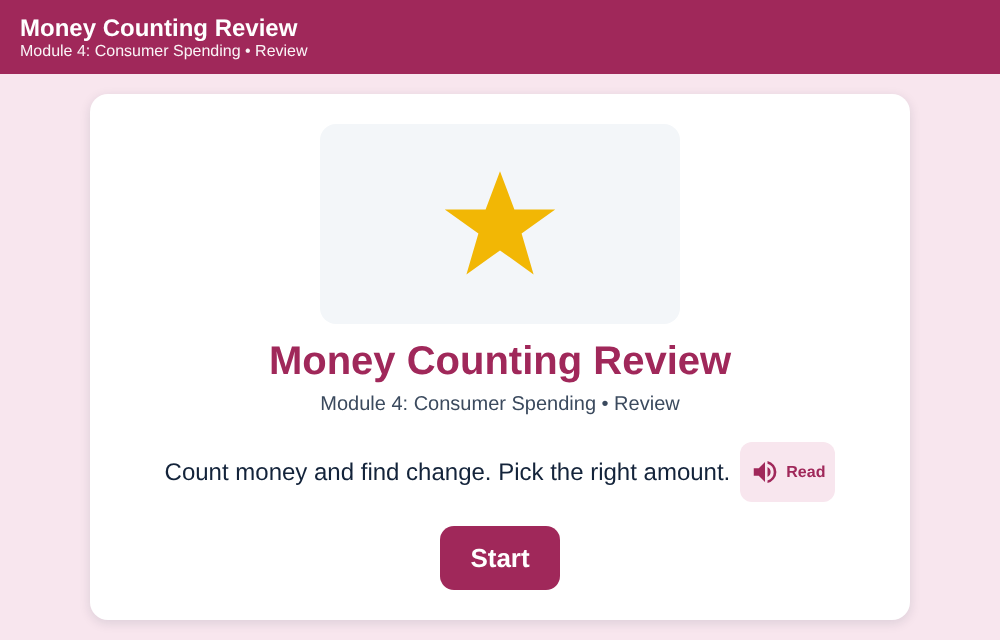 Money Counting Review
Module 4: Consumer Spending • Review
Money Counting Review
Module 4: Consumer Spending • Review
Count money and find change. Pick the right amount.
Read
Start